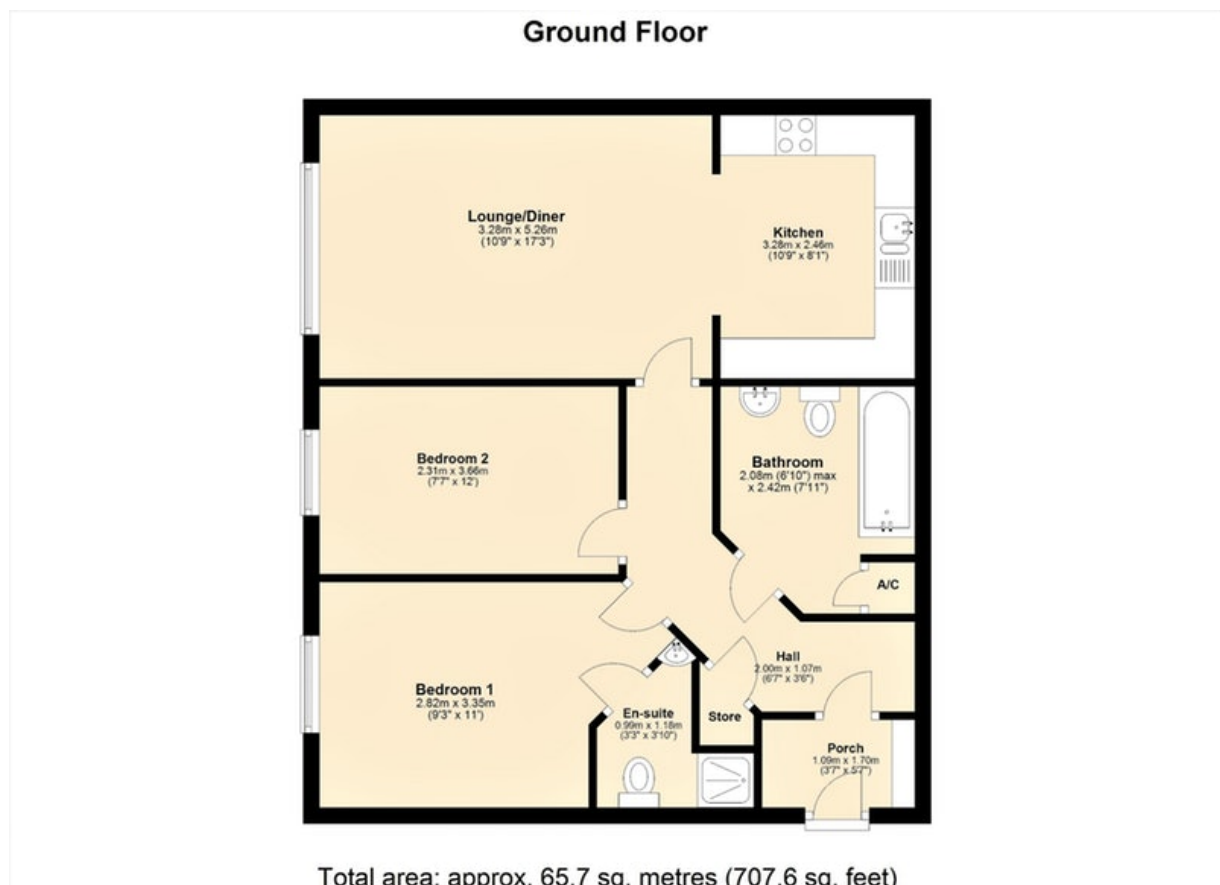 Ground Floor
Lounge/Diner
3.28m x 5.26m
(10'9" x 17'3")
Kitchen
3.28m x 2.46m
(10'9" x 8'1")
Bedroom 2
2.31m x 3.66m
(7'7" x 12')
Bathroom
2.08m (6'10") max
x 2.42m (7'11")
A/C
Hall
2.00m x 1.07m
(6'7" x 3'6")
Bedroom 1
2.82m x 3.35m
(9'3" x 11')
En-suite
0.99m x 1.18m
(3'3" x 3'10")
Store
Porch
1.09m x 1.70m
(3'7" x 5'7")
Total area: approx. 65.7 sq. metres (707.6 sq. feet)